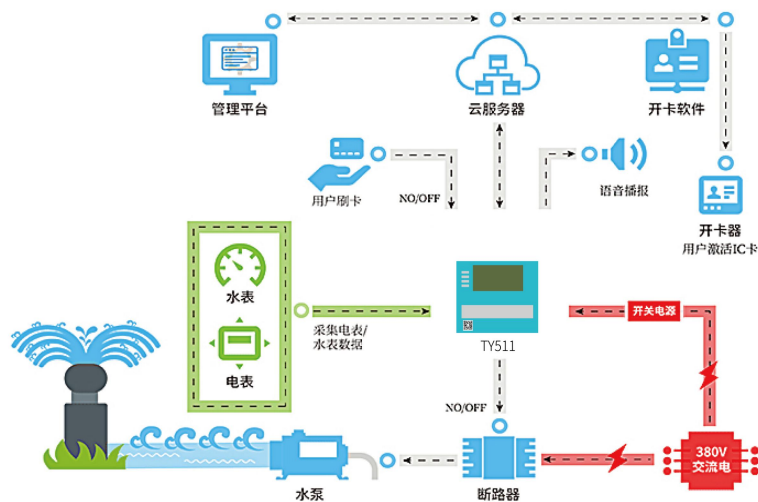 管理平台
云服务器
开卡软件
用户刷卡
NO/OFF
语音播报
开卡器
用户激活IC卡
水表
电表
采集电表/
水表数据
TY511
开关电源
NO/OFF
380V
交流电
水泵
断路器